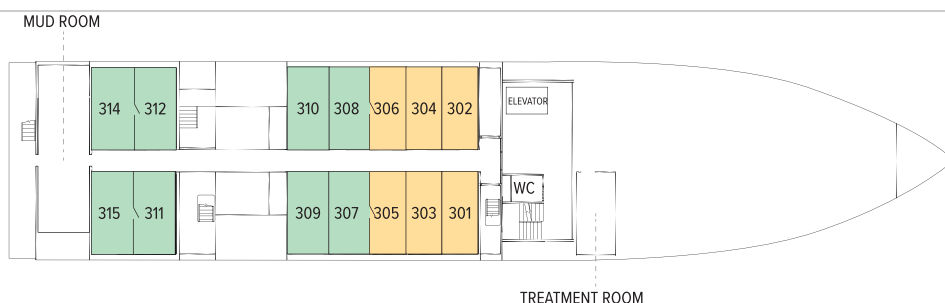 MUD ROOM
314 312 310 308 306 304 302
ELEVATOR
WC
315 311 309 307 305 303 301
TREATMENT ROOM